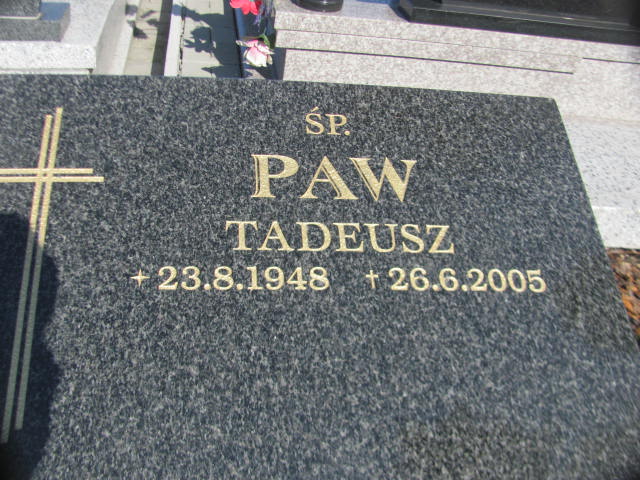 ŚP.
PAW
TADEUSZ
+23.8.1948 †26.6.2005